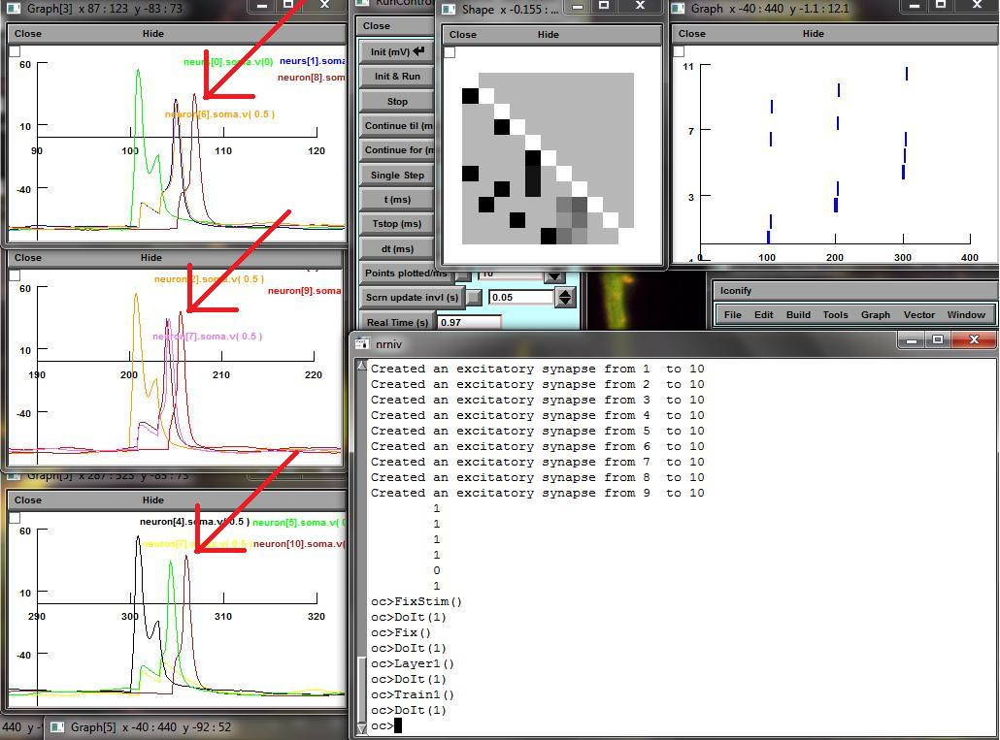 Graph[3] x 87 : 123 y -83 : 73
Close Hide
neurs[0].soma.v(0) neurs[1].soma
neuron[8].som
neuron[6].soma.v( 0.5 )
60
10
-40
90 100 110 120
Close Hide
neuron[2].soma.v( 0.5 )
neuron[9].soma
neuron[7].soma.v( 0.5 )
60
10
-40
190 200 210 220
Graph[5] x 287 : 323 y -83 : 73
Close Hide
neuron[4].soma.v( 0.5 ) neuron[5].soma.v( 0
neuron[7].soma.v( 0.5 ) neuron[10].soma.v(
60
10
-40
290 300 310 320
440 y -
Graph[5] x -40 : 440 y -92 : 52
RunControl
Close
Init (mV)
Init & Run
Stop
Continue til (m
Continue for (m
Single Step
t (ms)
Tstop (ms)
dt (ms)
Points plotted/ms 10
Scrn update invl (s) 0.05
Real Time (s) 0.97
Shape x -0.155 : ...
Close Hide
Graph x -40 : 440 y -1.1 : 12.1
Close Hide
11
7
3
0 100 200 300 400
Iconify
File Edit Build Tools Graph Vector Window
nrniv
Created an excitatory synapse from 1 to 10
Created an excitatory synapse from 2 to 10
Created an excitatory synapse from 3 to 10
Created an excitatory synapse from 4 to 10
Created an excitatory synapse from 5 to 10
Created an excitatory synapse from 6 to 10
Created an excitatory synapse from 7 to 10
Created an excitatory synapse from 8 to 10
Created an excitatory synapse from 9 to 10
1
1
1
1
0
1
oc>FixStim()
oc>DoIt(1)
oc>Fix()
oc>DoIt(1)
oc>Layer1()
oc>DoIt(1)
oc>Train1()
oc>DoIt(1)
oc>